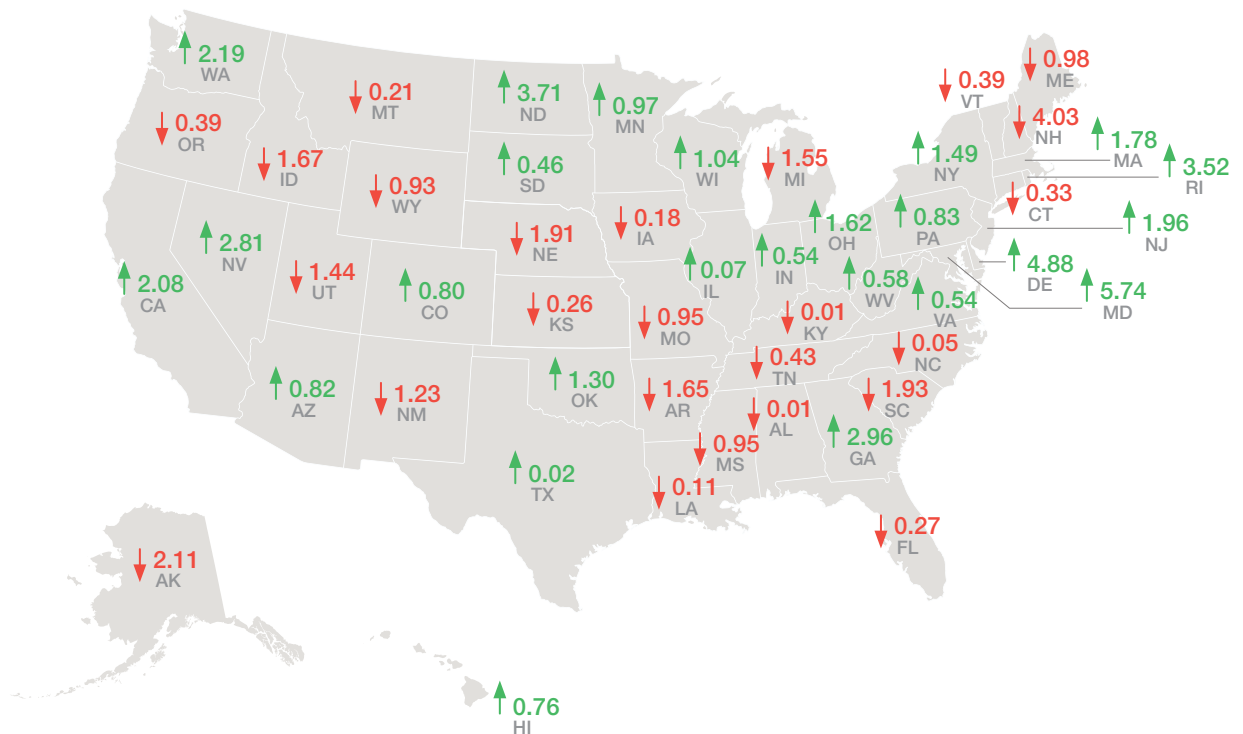 2.19
WA
0.39
OR
0.21
MT
1.67
ID
0.93
WY
3.71
ND
0.46
SD
0.97
MN
1.04
WI
1.55
MI
0.39
VT
0.98
ME
4.03
NH
1.78
MA
3.52
RI
1.49
NY
0.33
CT
1.96
NJ
0.83
PA
4.88
DE
5.74
MD
2.08
CA
2.81
NV
1.44
UT
0.80
CO
1.91
NE
0.18
IA
0.26
KS
0.95
MO
0.07
IL
0.54
IN
1.62
OH
0.58
WV
0.54
VA
0.01
KY
0.43
TN
0.05
NC
1.93
SC
0.82
AZ
1.23
NM
1.30
OK
1.65
AR
0.01
AL
2.96
GA
0.95
MS
0.02
TX
0.11
LA
0.27
FL
2.11
AK
0.76
HI